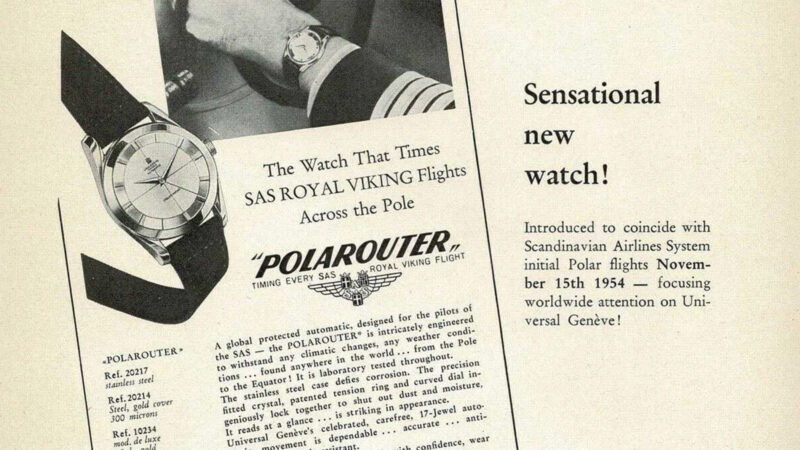 The Watch That Times
SAS ROYAL VIKING Flights
Across the Pole
"POLAROUTER„
TIMING EVERY SAS ROYAL VIKING FLIGHT
«POLAROUTER»
Ref. 20217
stainless steel
Ref. 20214
Steel, gold cover
300 microns
Ref. 10234
mod. de luxe
gold
A global protected automatic, designed for the pilots of
the SAS — the POLAROUTER* is intricately engineered
to withstand any climatic changes, any weather condi-
tions ... found anywhere in the world ... from the Pole
to the Equator! It is laboratory tested throughout.
The stainless steel case defies corrosion. The precision
fitted crystal, patented tension ring and curved dial in-
geniously lock together to shut out dust and moisture,
It reads at a glance ... is striking in appearance.
Universal Genève's celebrated, carefree, 17-Jewel auto-
movement is dependable ... accurate ... anti-
confidence, wear
Sensational
new
watch!
Introduced to coincide with
Scandinavian Airlines System
initial Polar flights Novem-
ber 15th 1954 — focusing
worldwide attention on Uni-
versal Genève!